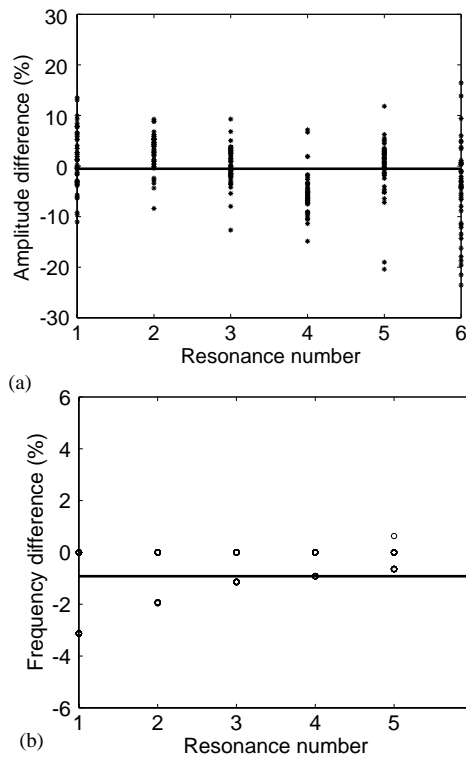 30
20
10
0
-10
-20
-30
Amplitude difference (%)
1 2 3 4 5 6
Resonance number
(a)
6
4
2
0
-2
-4
-6
Frequency difference (%)
1 2 3 4 5
Resonance number
(b)